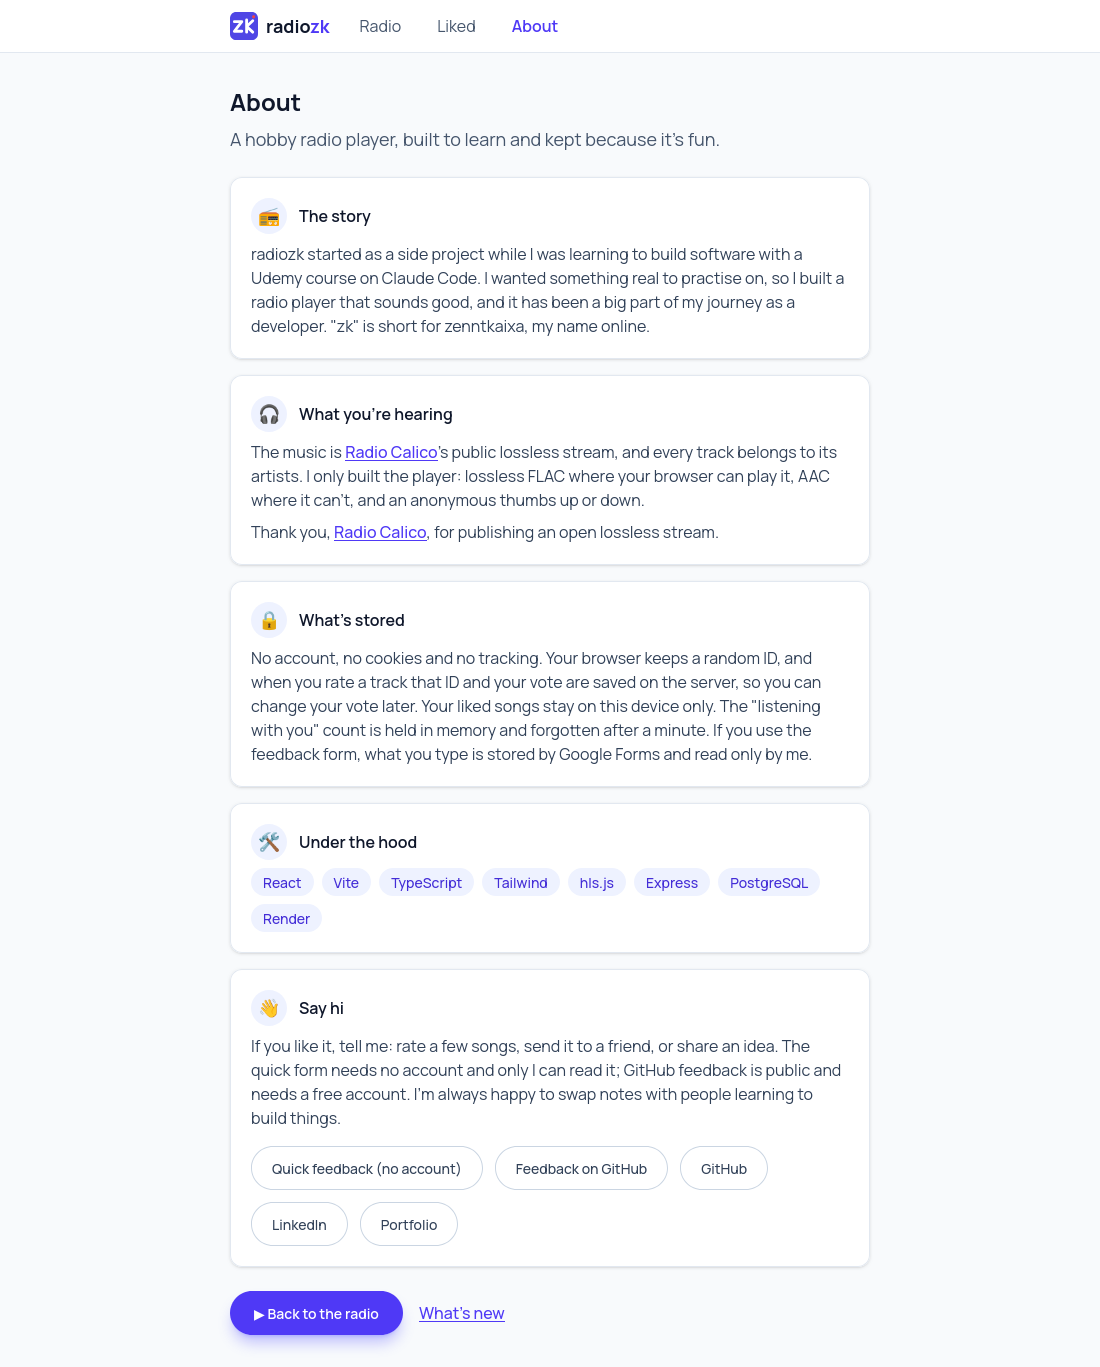 ZK radiozk Radio Liked About
About
A hobby radio player, built to learn and kept because it's fun.
The story
radiozk started as a side project while I was learning to build software with a
Udemy course on Claude Code. I wanted something real to practise on, so I built a
radio player that sounds good, and it has been a big part of my journey as a
developer. "zk" is short for zenntkaixa, my name online.
What you're hearing
The music is Radio Calico's public lossless stream, and every track belongs to its
artists. I only built the player: lossless FLAC where your browser can play it, AAC
where it can't, and an anonymous thumbs up or down.
Thank you, Radio Calico, for publishing an open lossless stream.
What's stored
No account, no cookies and no tracking. Your browser keeps a random ID, and
when you rate a track that ID and your vote are saved on the server, so you can
change your vote later. Your liked songs stay on this device only. The "listening
with you" count is held in memory and forgotten after a minute. If you use the
feedback form, what you type is stored by Google Forms and read only by me.
Under the hood
React Vite TypeScript Tailwind hls.js Express PostgreSQL
Render
Say hi
If you like it, tell me: rate a few songs, send it to a friend, or share an idea. The
quick form needs no account and only I can read it; GitHub feedback is public and
needs a free account. I'm always happy to swap notes with people learning to
build things.
Quick feedback (no account) Feedback on GitHub GitHub
LinkedIn Portfolio
▶ Back to the radio What's new